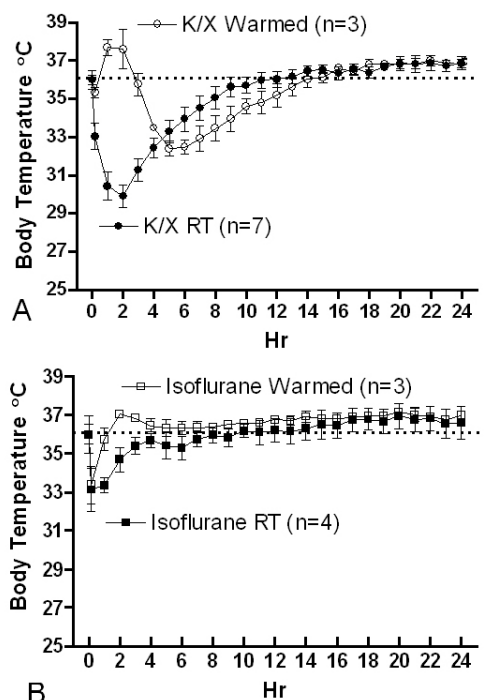 K/X Warmed (n=3)
39
37
35
33
31
29
27
25
Body Temperature °C
K/X RT (n=7)
0 2 4 6 8 10 12 14 16 18 20 22 24
Hr
A
Isoflurane Warmed (n=3)
39
37
35
33
31
29
27
25
Body Temperature °C
Isoflurane RT (n=4)
0 2 4 6 8 10 12 14 16 18 20 22 24
Hr
B